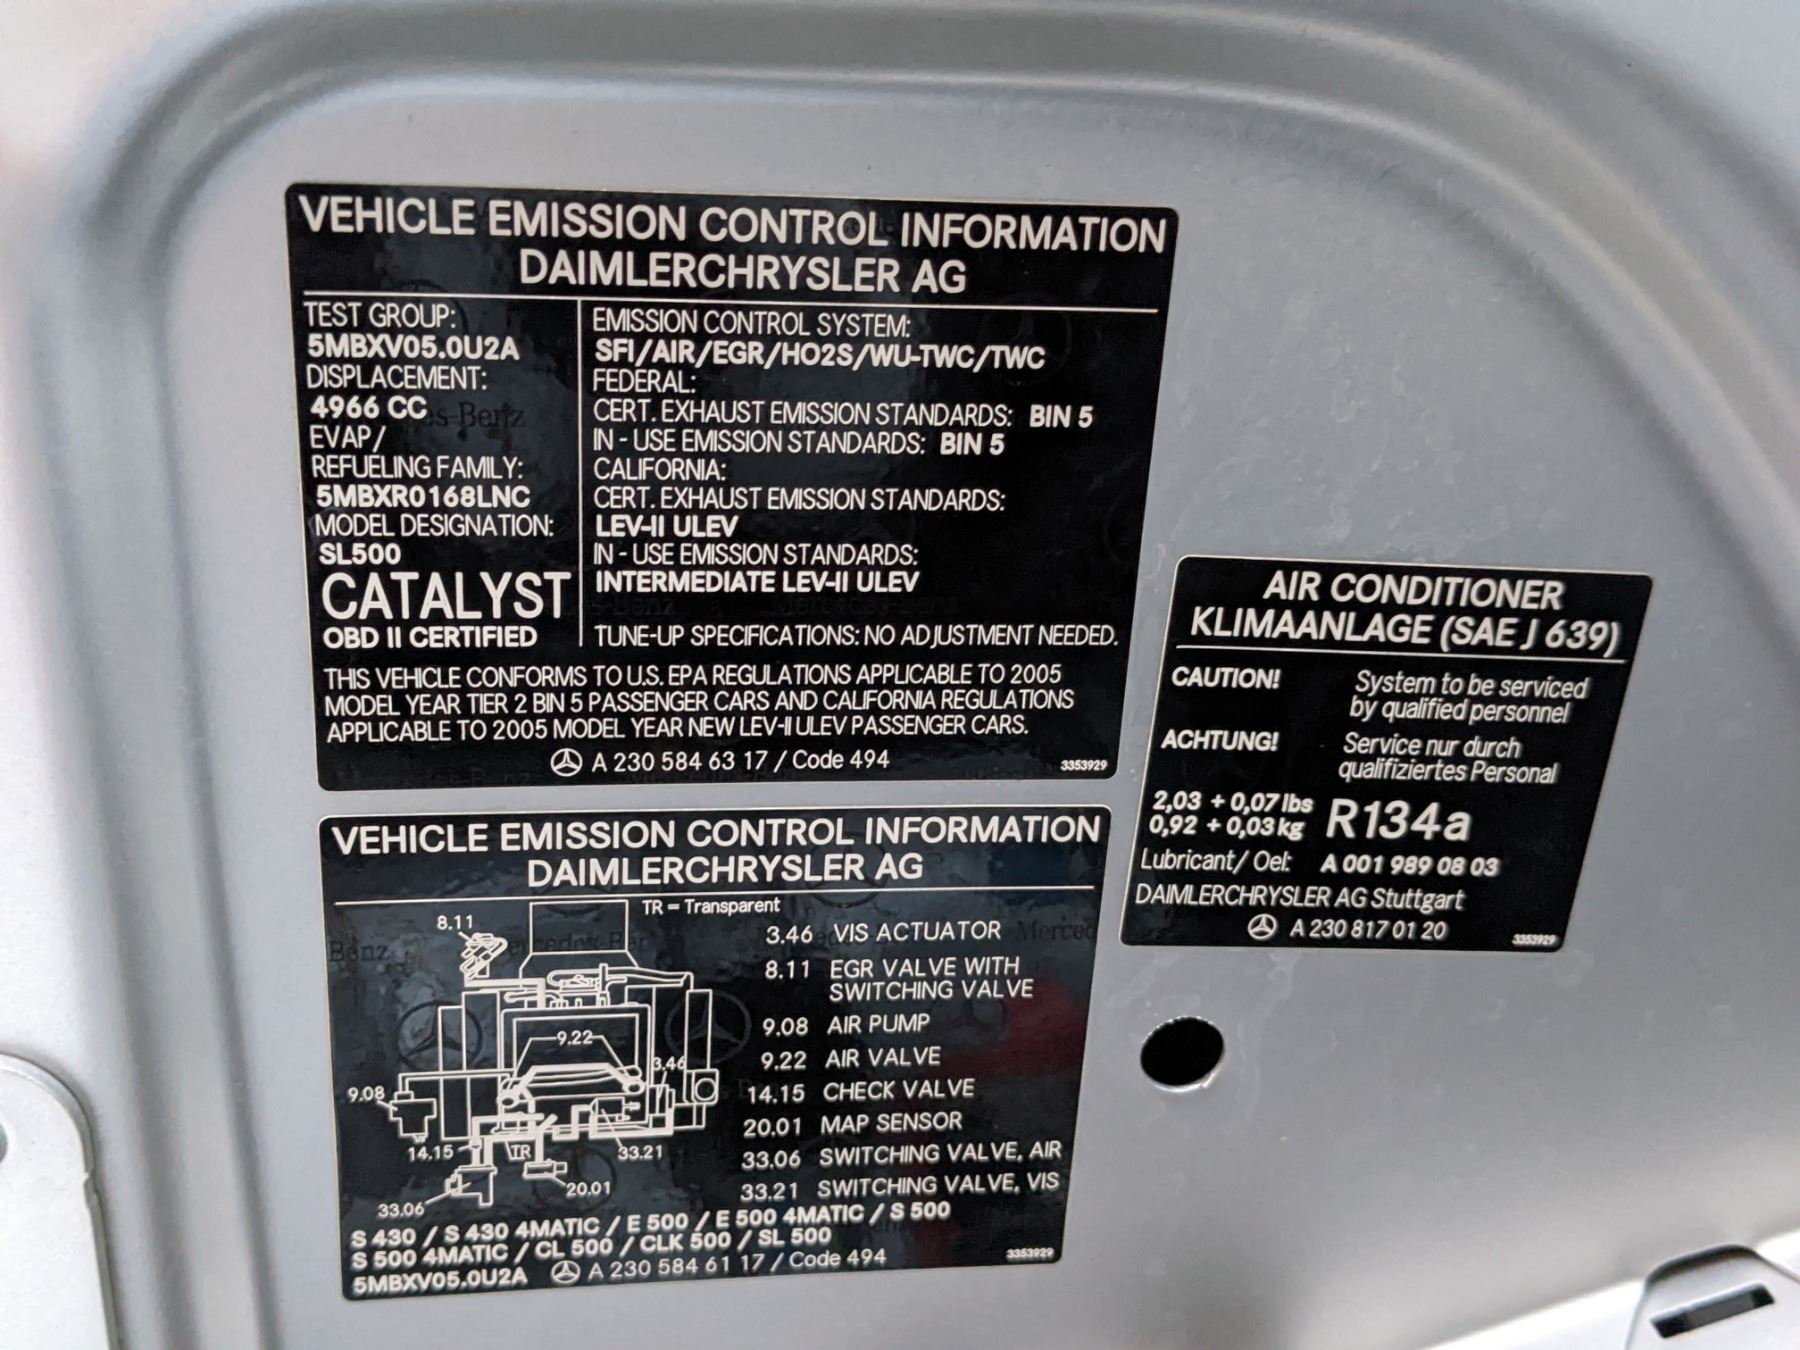 VEHICLE EMISSION CONTROL INFORMATION
DAIMLERCHRYSLER AG
TEST GROUP:
5MBXV05.0U2A
DISPLACEMENT:
4966 CC
EVAP/
REFUELING FAMILY:
5MBXR0168LNC
MODEL DESIGNATION:
SL500
CATALYST
OBD II CERTIFIED
EMISSION CONTROL SYSTEM:
SFI/AIR/EGR/HO2S/WU-TWC/TWC
FEDERAL:
CERT. EXHAUST EMISSION STANDARDS: BIN 5
IN - USE EMISSION STANDARDS: BIN 5
CALIFORNIA:
CERT. EXHAUST EMISSION STANDARDS:
LEV-II ULEV
IN - USE EMISSION STANDARDS:
INTERMEDIATE LEV-II ULEV
TUNE-UP SPECIFICATIONS: NO ADJUSTMENT NEEDED.
THIS VEHICLE CONFORMS TO U.S. EPA REGULATIONS APPLICABLE TO 2005
MODEL YEAR TIER 2 BIN 5 PASSENGER CARS AND CALIFORNIA REGULATIONS
APPLICABLE TO 2005 MODEL YEAR NEW LEV-II ULEV PASSENGER CARS.
A 230 584 63 17 / Code 494
3353929
VEHICLE EMISSION CONTROL INFORMATION
DAIMLERCHRYSLER AG
TR = Transparent
8.11
9.22
3.46
9.08
14.15
TR
33.21
20.01
33.06
3.46 VIS ACTUATOR
8.11 EGR VALVE WITH
SWITCHING VALVE
9.08 AIR PUMP
9.22 AIR VALVE
14.15 CHECK VALVE
20.01 MAP SENSOR
33.06 SWITCHING VALVE, AIR
33.21 SWITCHING VALVE, VIS
S 430 / S 430 4MATIC / E 500 / E 500 4MATIC / S 500
S 500 4MATIC / CL 500 / CLK 500 / SL 500
5MBXV05.0U2A A 230 584 61 17 / Code 494
3353929
AIR CONDITIONER
KLIMAANLAGE (SAE J 639)
CAUTION! System to be serviced
by qualified personnel
ACHTUNG! Service nur durch
qualifiziertes Personal
2,03 + 0,07 lbs
0,92 + 0,03 kg
R134a
Lubricant/ Oel: A 001 989 08 03
DAIMLERCHRYSLER AG Stuttgart
A 230 817 01 20
3353929